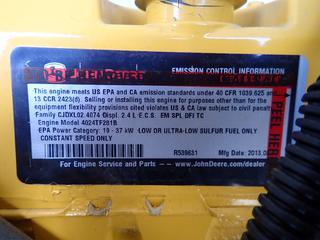 EMISSION CONTROL INFORMATION
This engine meets US EPA and CA emission standards under 40 CFR 1039.625 and
13 CCR 2423(d). Selling or installing this engine for any purpose other than for the
equipment flexibility provisions cited violates US & CA law subject to civil penalty.
Family: CJDXL02.4074 Displ. 2.4 L E.C.S. EM SPL DFI TC
Engine Model 4024TF281B
EPA Power Category: 19 - 37 kW LOW OR ULTRA-LOW SULFUR FUEL ONLY
CONSTANT SPEED ONLY
R539631 Mfg Date: 2013
For Engine Service and Parts — www.JohnDeere.com/dealer
PEEL HERE